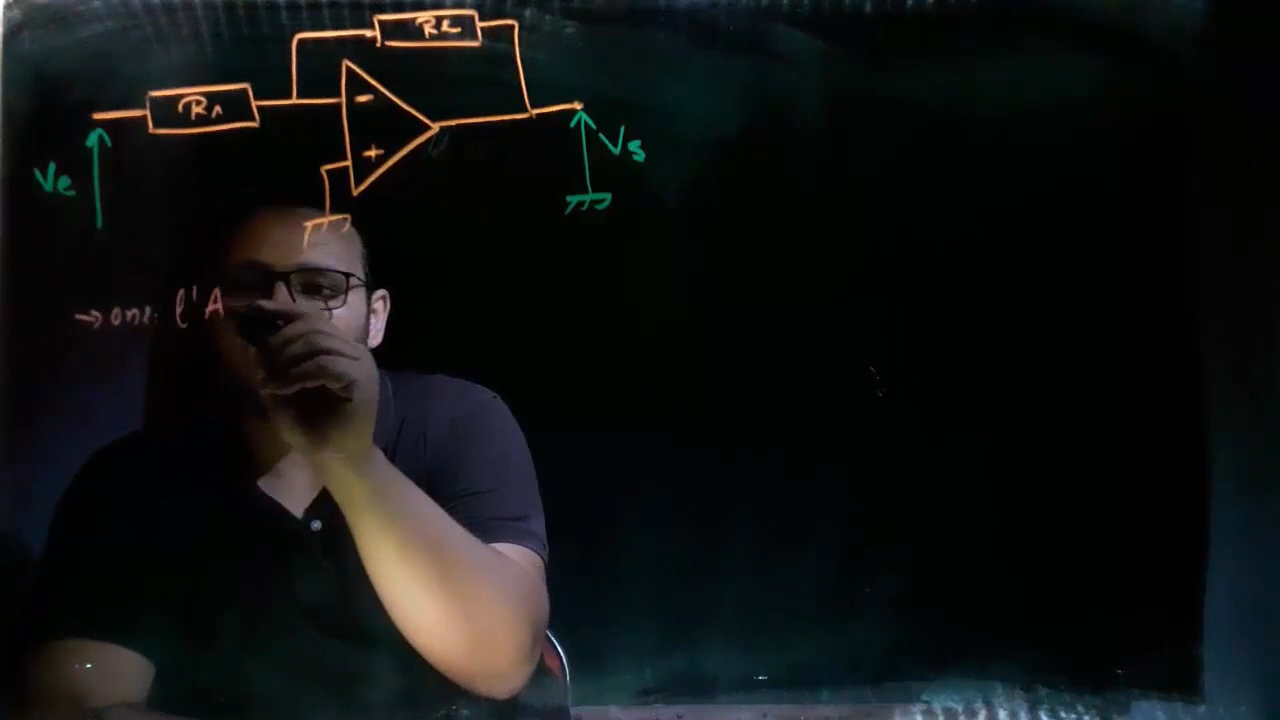 R2
R1
-
+
Ve
Vs
→ on a: l'A